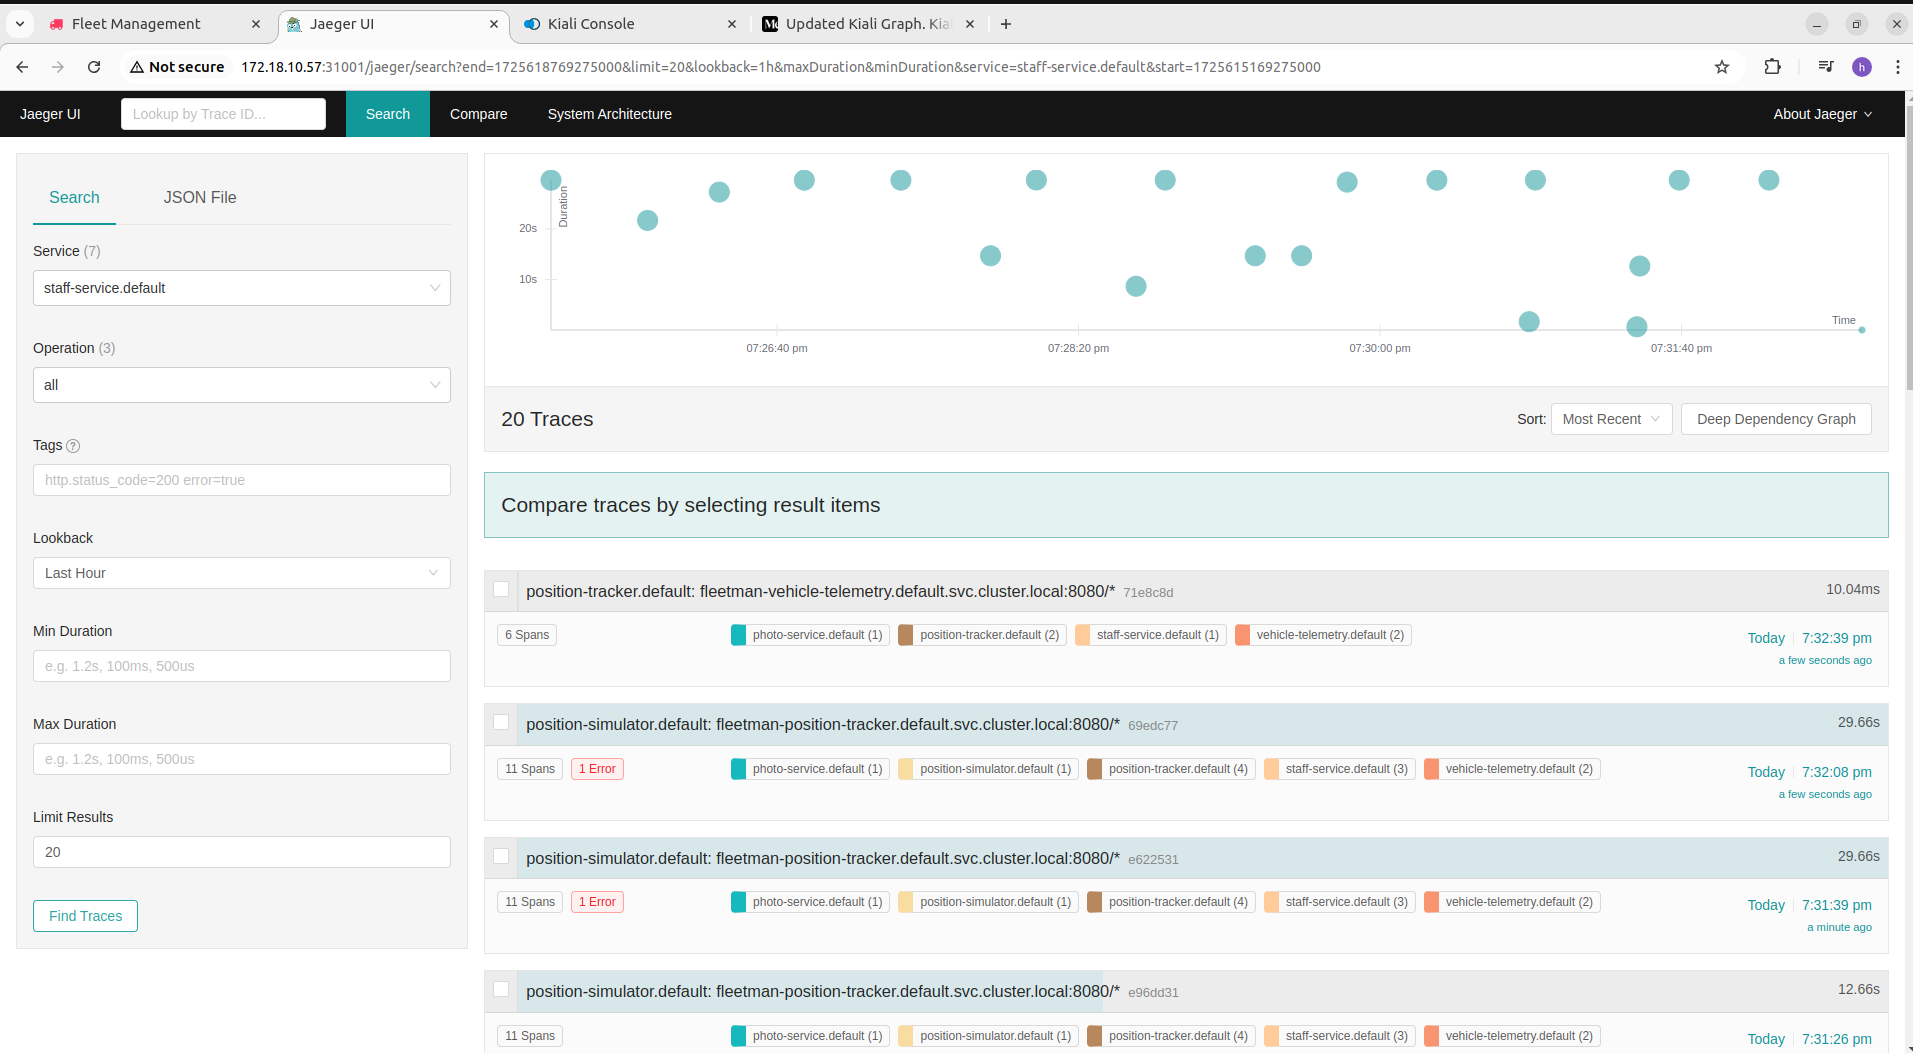 Fleet Management
Jaeger UI
Kiali Console
Updated Kiali Graph. Kia
Not secure 172.18.10.57:31001/jaeger/search?end=1725618769275000&limit=20&lookback=1h&maxDuration&minDuration&service=staff-service.default&start=1725615169275000
h
Jaeger UI
Lookup by Trace ID...
Search
Compare
System Architecture
About Jaeger
Search
JSON File
Service (7)
staff-service.default
Operation (3)
all
Tags ?
http.status_code=200 error=true
Lookback
Last Hour
Min Duration
e.g. 1.2s, 100ms, 500us
Max Duration
e.g. 1.2s, 100ms, 500us
Limit Results
20
Find Traces
Duration
20s
10s
Time
07:26:40 pm
07:28:20 pm
07:30:00 pm
07:31:40 pm
20 Traces
Sort: Most Recent
Deep Dependency Graph
Compare traces by selecting result items
position-tracker.default: fleetman-vehicle-telemetry.default.svc.cluster.local:8080/* 71e8c8d 10.04ms
6 Spans photo-service.default (1) position-tracker.default (2) staff-service.default (1) vehicle-telemetry.default (2) Today 7:32:39 pm
a few seconds ago
position-simulator.default: fleetman-position-tracker.default.svc.cluster.local:8080/* 69edc77 29.66s
11 Spans 1 Error photo-service.default (1) position-simulator.default (1) position-tracker.default (4) staff-service.default (3) vehicle-telemetry.default (2) Today 7:32:08 pm
a few seconds ago
position-simulator.default: fleetman-position-tracker.default.svc.cluster.local:8080/* e622531 29.66s
11 Spans 1 Error photo-service.default (1) position-simulator.default (1) position-tracker.default (4) staff-service.default (3) vehicle-telemetry.default (2) Today 7:31:39 pm
a minute ago
position-simulator.default: fleetman-position-tracker.default.svc.cluster.local:8080/* e96dd31 12.66s
11 Spans photo-service.default (1) position-simulator.default (1) position-tracker.default (4) staff-service.default (3) vehicle-telemetry.default (2) Today 7:31:26 pm